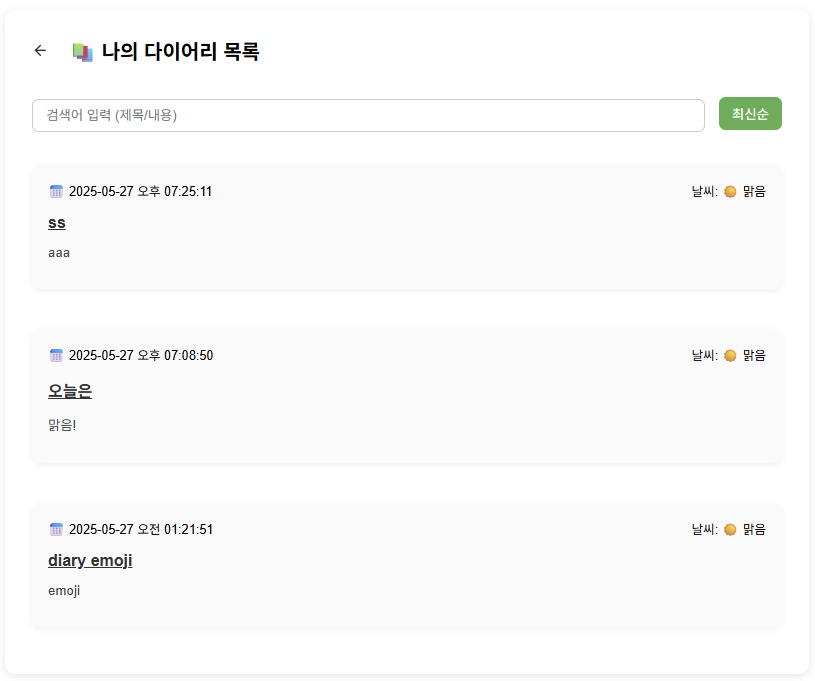 ← 📚 나의 다이어리 목록
검색어 입력 (제목/내용)
최신순
2025-05-27 오후 07:25:11
날씨: 맑음
ss
aaa
2025-05-27 오후 07:08:50
날씨: 맑음
오늘은
맑음!
2025-05-27 오전 01:21:51
날씨: 맑음
diary emoji
emoji